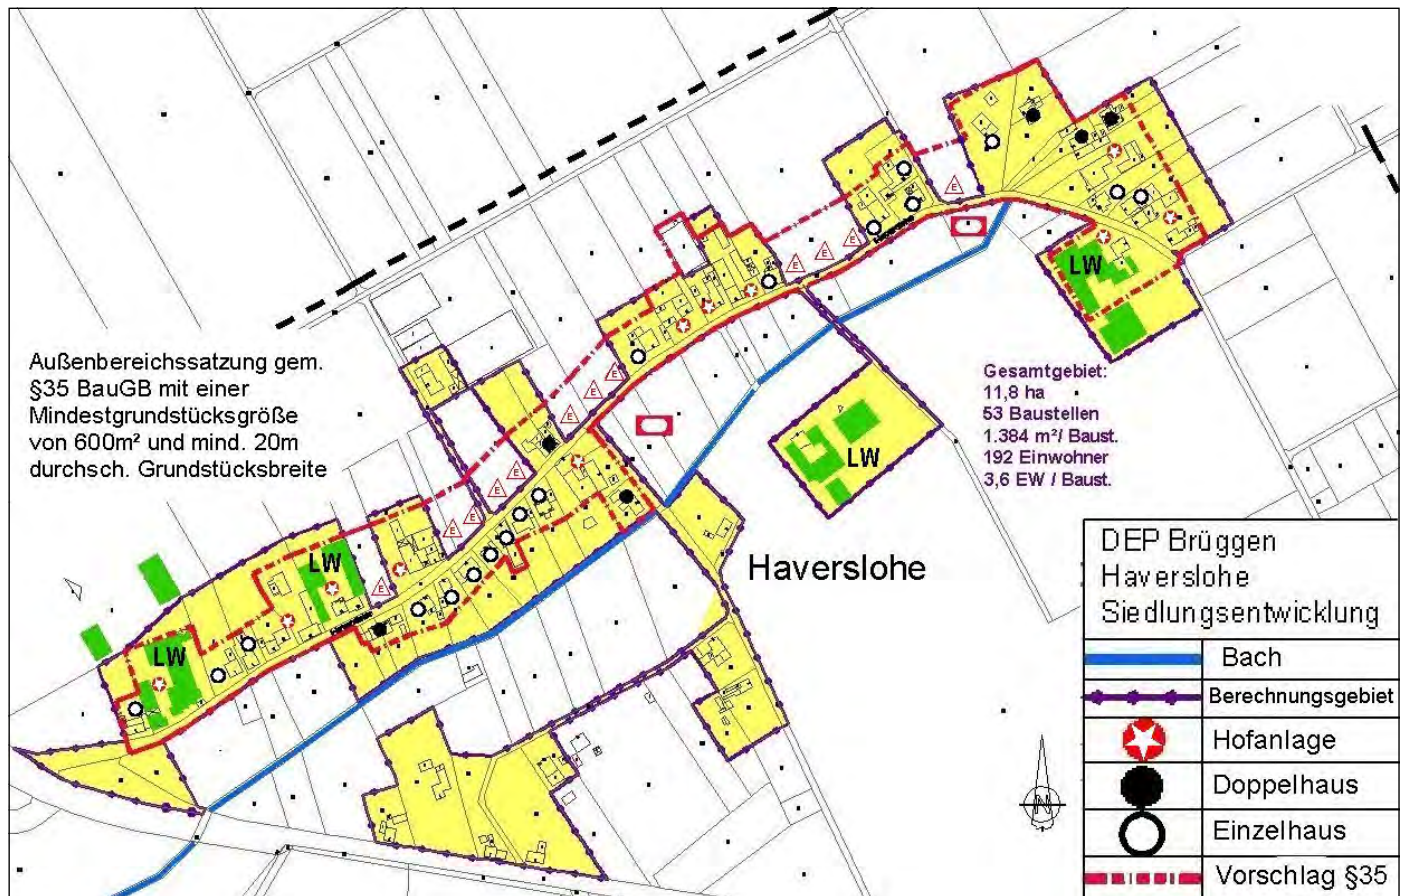 Außenbereichssatzung gem.
§35 BauGB mit einer
Mindestgrundstücksgröße
von 600m² und mind. 20m
durchsch. Grundstücksbreite
Gesamtgebiet:
11,8 ha
53 Baustellen
1.384 m²/ Baust.
192 Einwohner
3,6 EW / Baust.
LW
LW
LW
LW
E
E
E
E
E
E
E
E
E
E
E
E
Haverslohe
N
DEP Brüggen
Haverslohe
Siedlungsentwicklung
Bach
Berechnungsgebiet
Hofanlage
Doppelhaus
Einzelhaus
Vorschlag §35